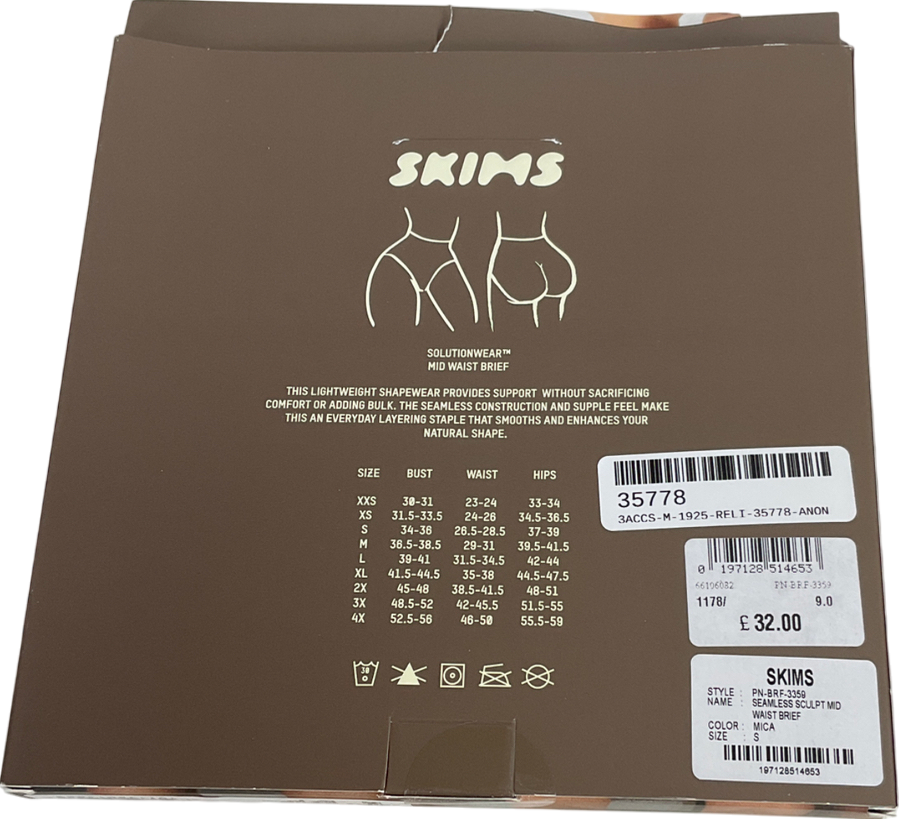 SKIMS
SOLUTIONWEAR™
MID WAIST BRIEF
THIS LIGHTWEIGHT SHAPEWEAR PROVIDES SUPPORT WITHOUT SACRIFICING
COMFORT OR ADDING BULK. THE SEAMLESS CONSTRUCTION AND SUPPLE FEEL MAKE
THIS AN EVERYDAY LAYERING STAPLE THAT SMOOTHS AND ENHANCES YOUR
NATURAL SHAPE.
SIZE BUST WAIST HIPS
XXS 30-31 23-24 33-34
XS 31.5-33.5 24-26 34.5-36.5
S 34-36 26.5-28.5 37-39
M 36.5-38.5 29-31 39.5-41.5
L 39-41 31.5-34.5 42-44
XL 41.5-44.5 35-38 44.5-47.5
2X 45-48 38.5-41.5 48-51
3X 48.5-52 42-45.5 51.5-55
4X 52.5-56 46-50 55.5-59
30
35778
3ACCS-M-1925-RELI-35778-ANON
0 197128 514653
66106082 PN-BRF-3359
1178/ 9.0
£ 32.00
SKIMS
STYLE : PN-BRF-3359
NAME : SEAMLESS SCULPT MID
WAIST BRIEF
COLOR : MICA
SIZE : S
197128514653